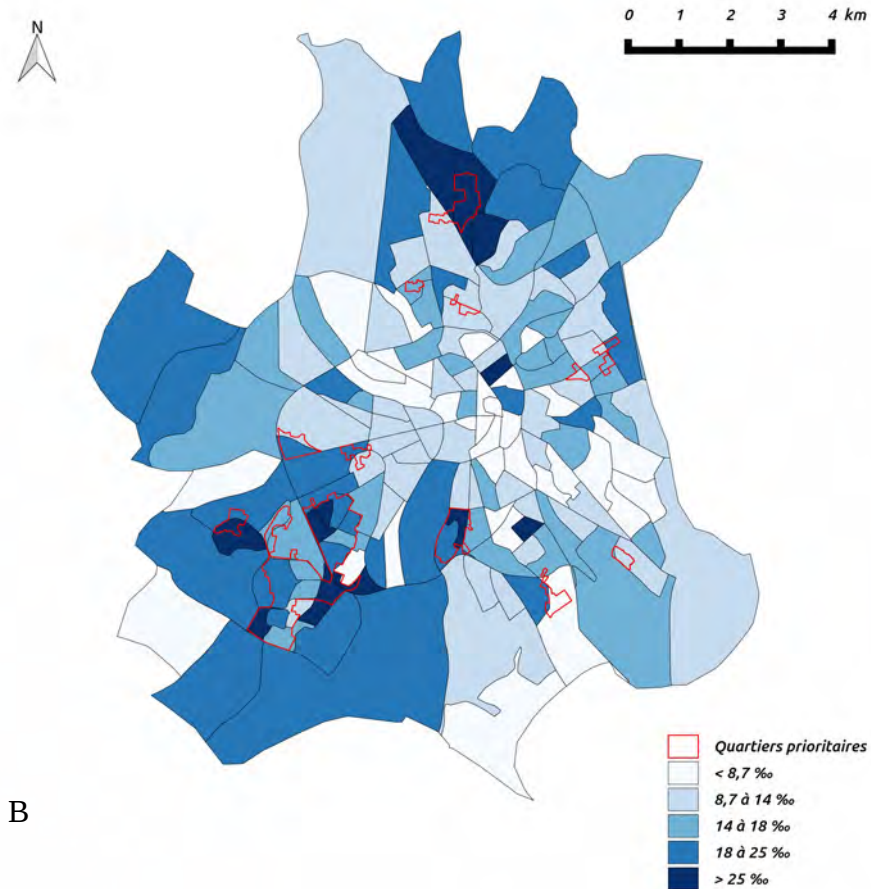 N
0 1 2 3 4 km
Quartiers prioritaires
< 8,7 ‰
8,7 à 14 ‰
14 à 18 ‰
18 à 25 ‰
> 25 ‰
B